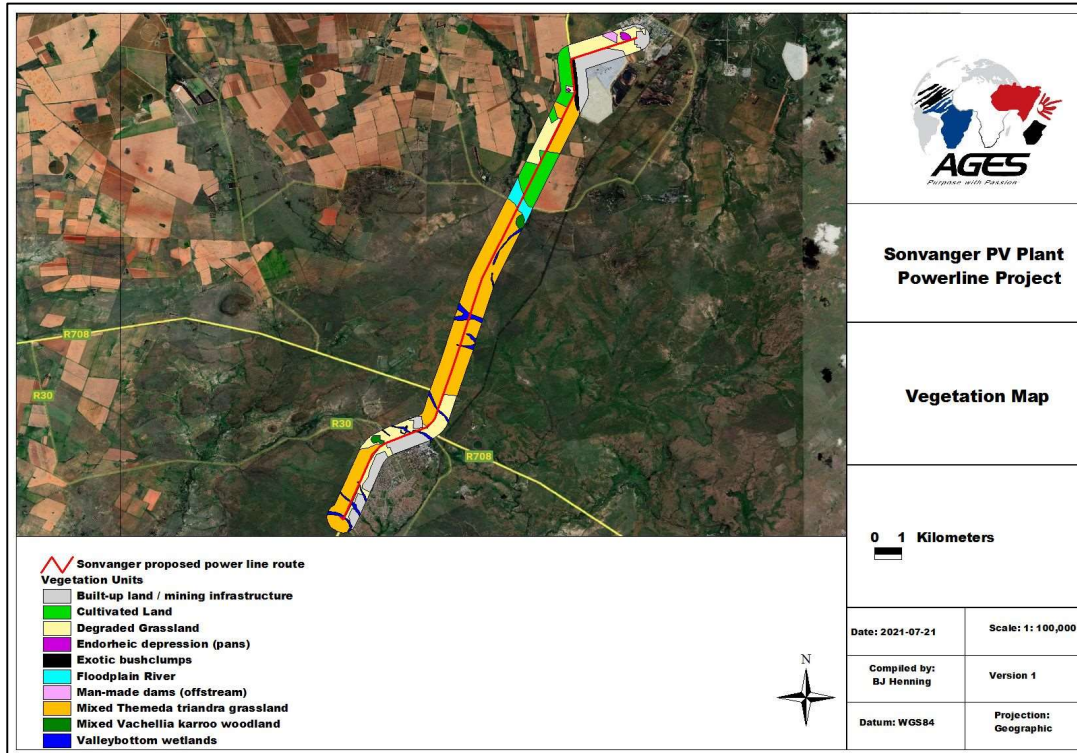 R708
R30
R30
R708
Sonvanger proposed power line route
Vegetation Units
Built-up land / mining infrastructure
Cultivated Land
Degraded Grassland
Endorheic depression (pans)
Exotic bushclumps
Floodplain River
Man-made dams (offstream)
Mixed Themeda triandra grassland
Mixed Vachellia karroo woodland
Valleybottom wetlands
N
AGES
Purpose with Passion
Sonvanger PV Plant
Powerline Project
Vegetation Map
0 1 Kilometers
Date: 2021-07-21
Scale: 1: 100,000
Compiled by:
BJ Henning
Version 1
Datum: WGS84
Projection:
Geographic